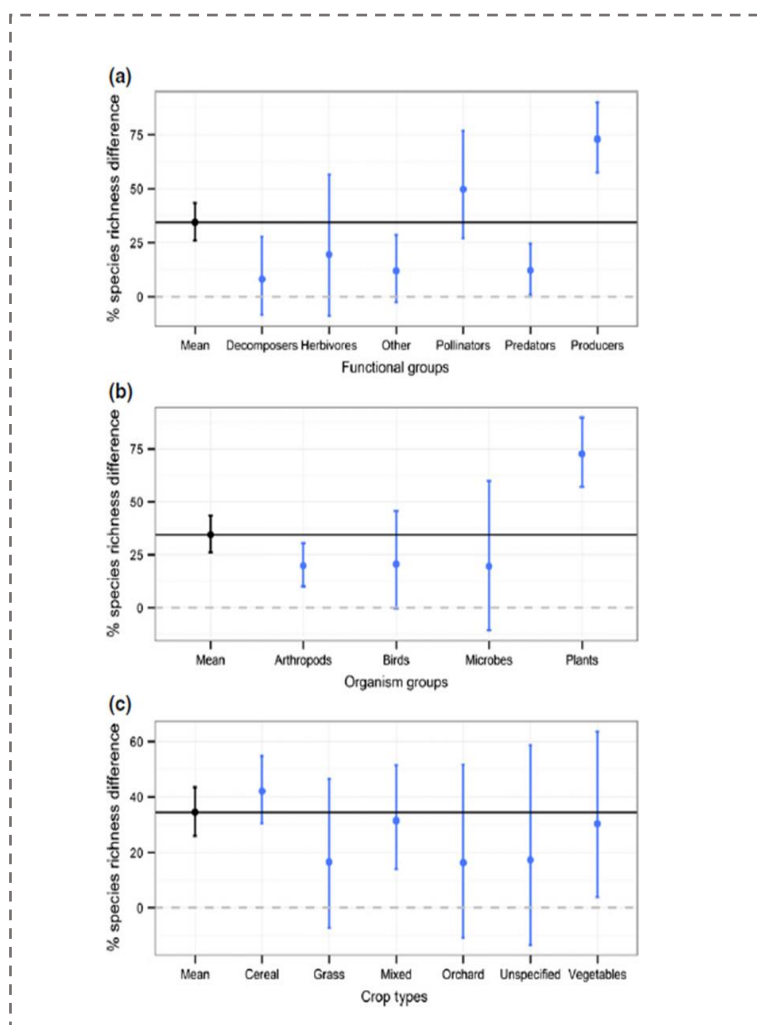 (a)
% species richness difference
75
50
25
0
Mean Decomposers Herbivores Other Pollinators Predators Producers
Functional groups
(b)
% species richness difference
75
50
25
0
Mean Arthropods Birds Microbes Plants
Organism groups
(c)
% species richness difference
60
40
20
0
Mean Cereal Grass Mixed Orchard Unspecified Vegetables
Crop types